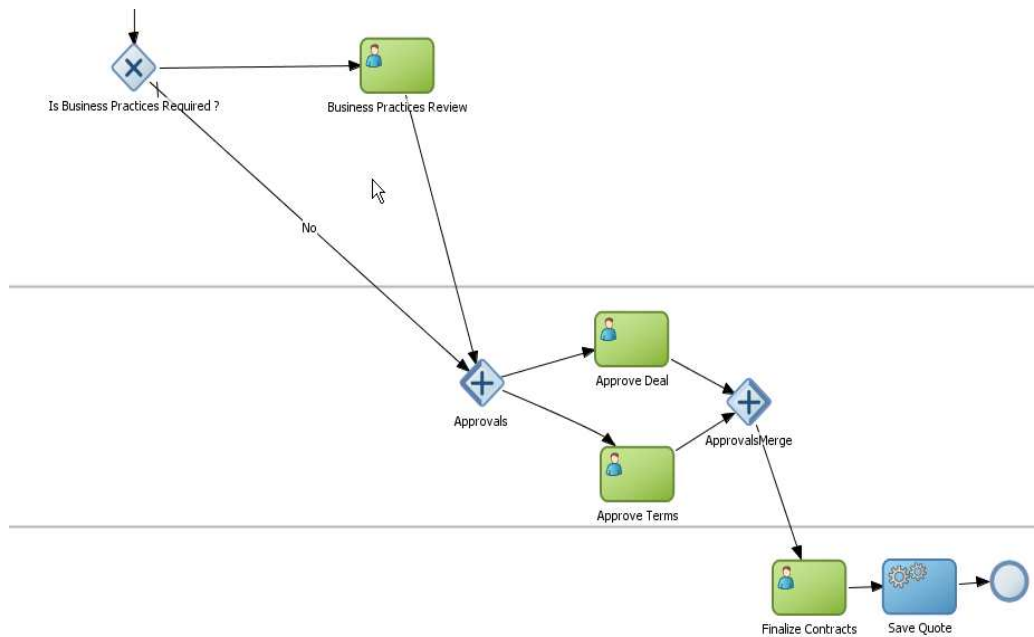 Is Business Practices Required ?
Business Practices Review
No
Approve Deal
Approvals
ApprovalsMerge
Approve Terms
Finalize Contracts
Save Quote